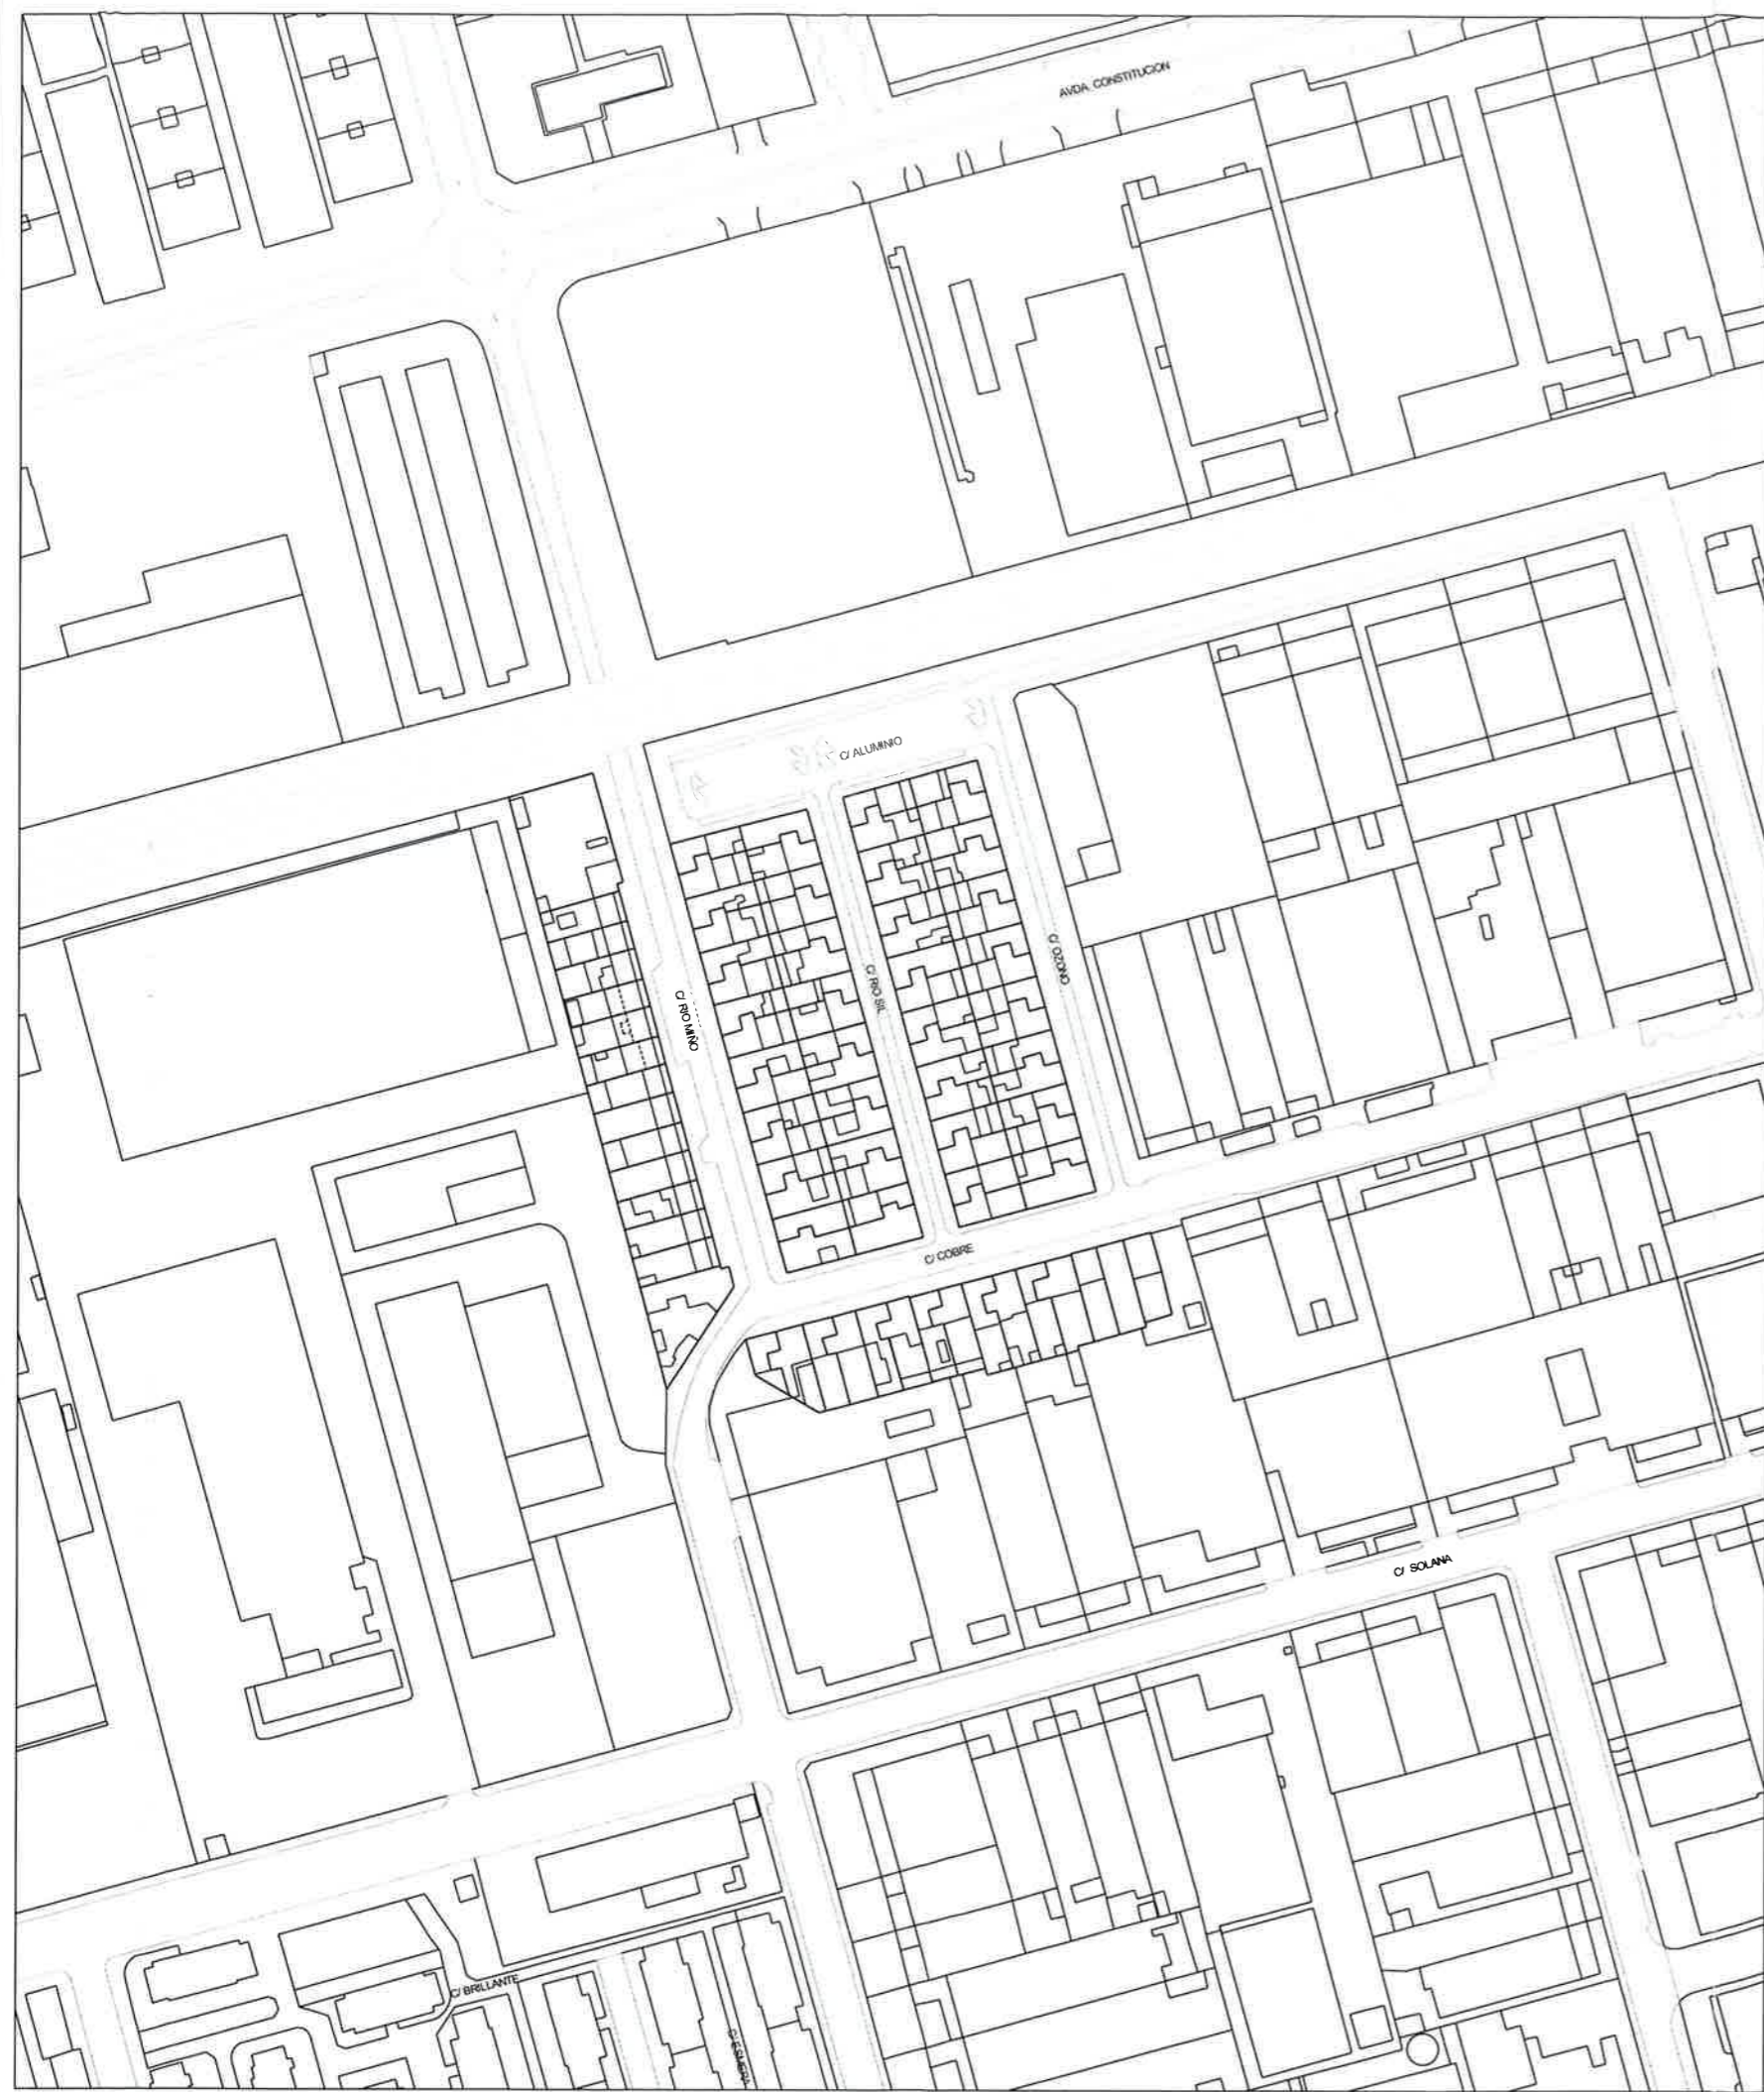 AVDA. CONSTITUCION
C/ ALUMINIO
C/ OZONO
C/ RIO SIL
C/ RIO MIÑO
C/ COBRE
C/ SOLANA
C/ BRILLANTE